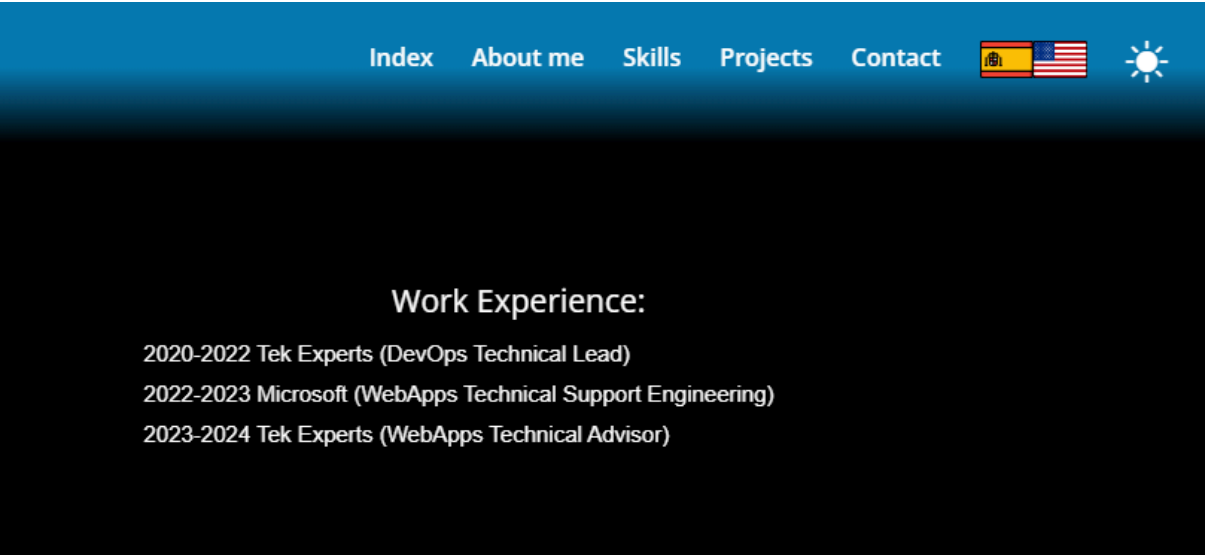 Index About me Skills Projects Contact
Work Experience:
2020-2022 Tek Experts (DevOps Technical Lead)
2022-2023 Microsoft (WebApps Technical Support Engineering)
2023-2024 Tek Experts (WebApps Technical Advisor)